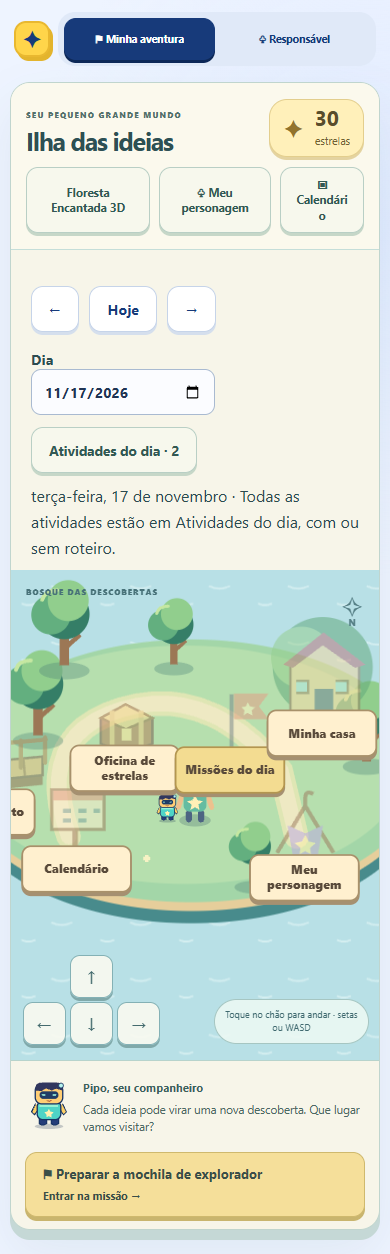 Minha aventura
Responsável
SEU PEQUENO GRANDE MUNDO
Ilha das ideias
30
estrelas
Floresta
Encantada 3D
Meu
personagem
Calendári
o
←
Hoje
→
Dia
11/17/2026
Atividades do dia · 2
terça-feira, 17 de novembro · Todas as
atividades estão em Atividades do dia, com ou
sem roteiro.
BOSQUE DAS DESCOBERTAS
N
Minha casa
Oficina de
estrelas
Missões do dia
to
Calendário
Meu
personagem
↑
← ↓ →
Toque no chão para andar · setas
ou WASD
Pipo, seu companheiro
Cada ideia pode virar uma nova descoberta. Que lugar
vamos visitar?
Preparar a mochila de explorador
Entrar na missão →